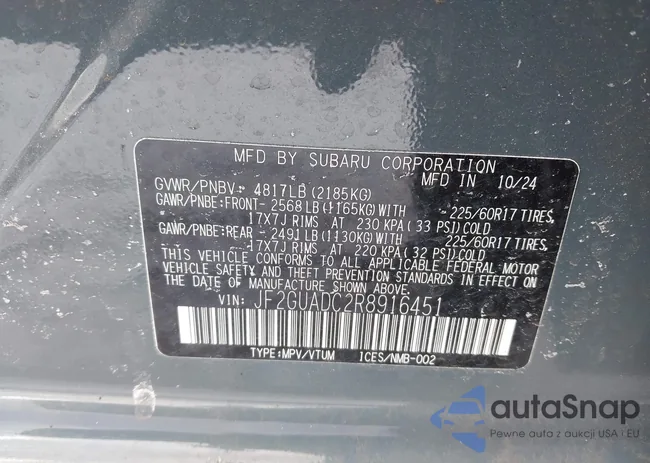 MFD BY SUBARU CORPORATION
GVWR/PNBV: 4817LB (2185KG) MFD IN 10/24
GAWR/PNBE:FRONT- 2568LB (1165KG) WITH 225/60R17 TIRES,
17X7J RIMS AT 230 KPA (33 PSI) COLD
GAWR/PNBE:REAR - 2491LB (1130KG) WITH 225/60R17 TIRES,
17X7J RIMS AT 220 KPA (32 PSI) COLD
THIS VEHICLE CONFORMS TO ALL APPLICABLE FEDERAL MOTOR
VEHICLE SAFETY AND THEFT PREVENTION STANDARDS IN EFFECT ON
THE DATE OF MANUFACTURE SHOWN ABOVE.
VIN: JF2GUADC2R8916451
TYPE:MPV/VTUM ICES/NMB-002
autaSnap
Pewne auta z aukcji USA i EU